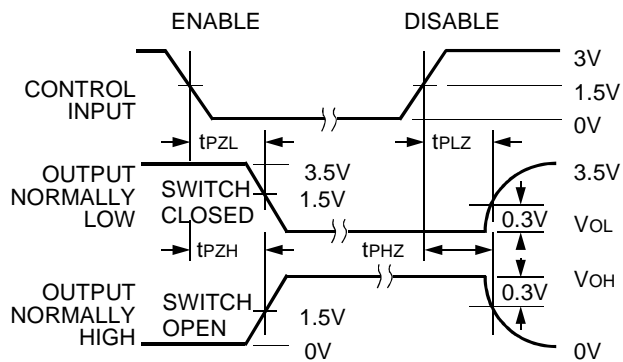 ENABLE DISABLE
3V
CONTROL INPUT
1.5V
0V
tPZL tPLZ
OUTPUT NORMALLY LOW
SWITCH CLOSED
3.5V
1.5V
3.5V
0.3V
VOL
tPZH tPHZ
OUTPUT NORMALLY HIGH
SWITCH OPEN
1.5V
0V
VOH
0.3V
0V